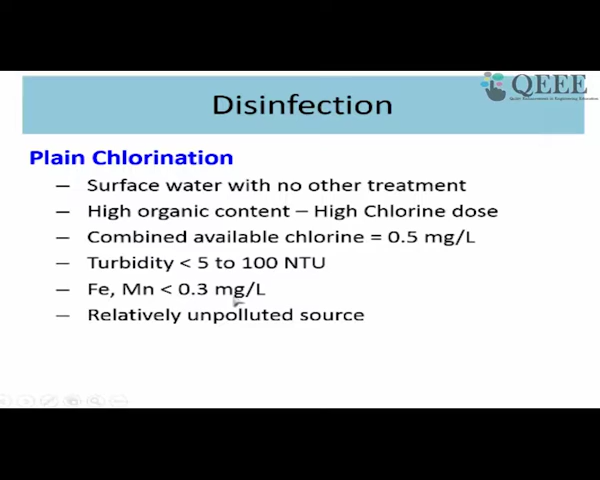 QEEE
Disinfection
Plain Chlorination
– Surface water with no other treatment
– High organic content – High Chlorine dose
– Combined available chlorine = 0.5 mg/L
– Turbidity < 5 to 100 NTU
– Fe, Mn < 0.3 mg/L
– Relatively unpolluted source